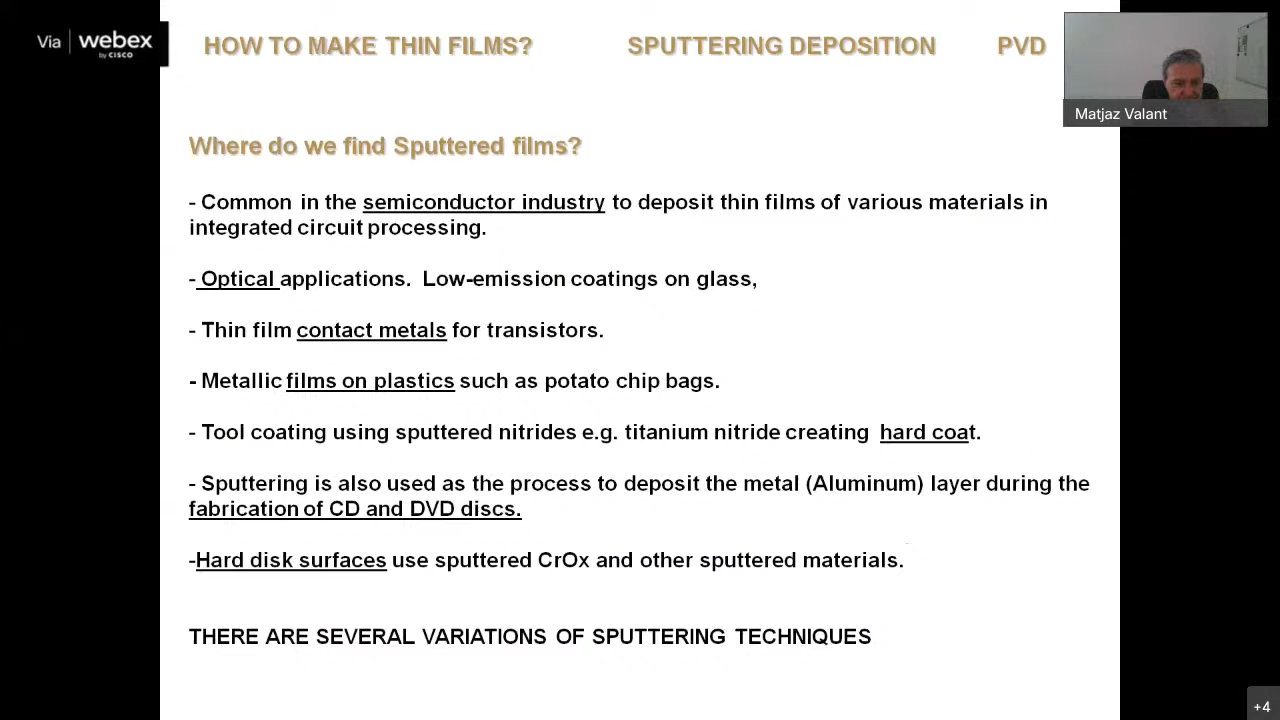 Via webex
by CISCO
HOW TO MAKE THIN FILMS? SPUTTERING DEPOSITION PVD
Matjaz Valant
Where do we find Sputtered films?
- Common in the semiconductor industry to deposit thin films of various materials in
integrated circuit processing.
- Optical applications. Low-emission coatings on glass,
- Thin film contact metals for transistors.
- Metallic films on plastics such as potato chip bags.
- Tool coating using sputtered nitrides e.g. titanium nitride creating hard coat.
- Sputtering is also used as the process to deposit the metal (Aluminum) layer during the
fabrication of CD and DVD discs.
-Hard disk surfaces use sputtered CrOx and other sputtered materials.
THERE ARE SEVERAL VARIATIONS OF SPUTTERING TECHNIQUES
+4